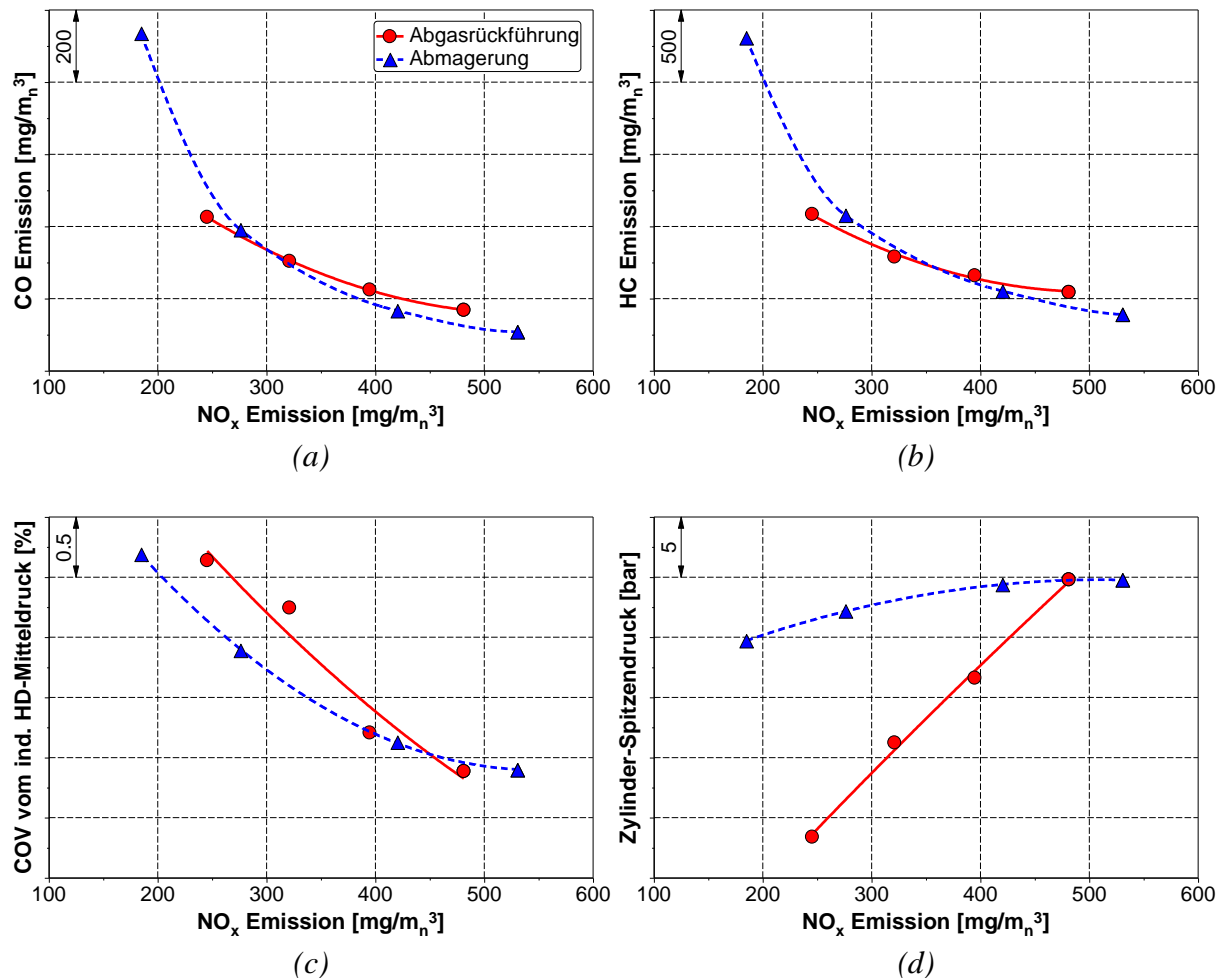 200
CO Emission [mg/mₙ³]
Abgasrückführung
Abmagerung
100 200 300 400 500 600
NOₓ Emission [mg/mₙ³]
(a)
500
HC Emission [mg/mₙ³]
100 200 300 400 500 600
NOₓ Emission [mg/mₙ³]
(b)
0.5
COV vom ind. HD-Mitteldruck [%]
100 200 300 400 500 600
NOₓ Emission [mg/mₙ³]
(c)
5
Zylinder-Spitzendruck [bar]
100 200 300 400 500 600
NOₓ Emission [mg/mₙ³]
(d)